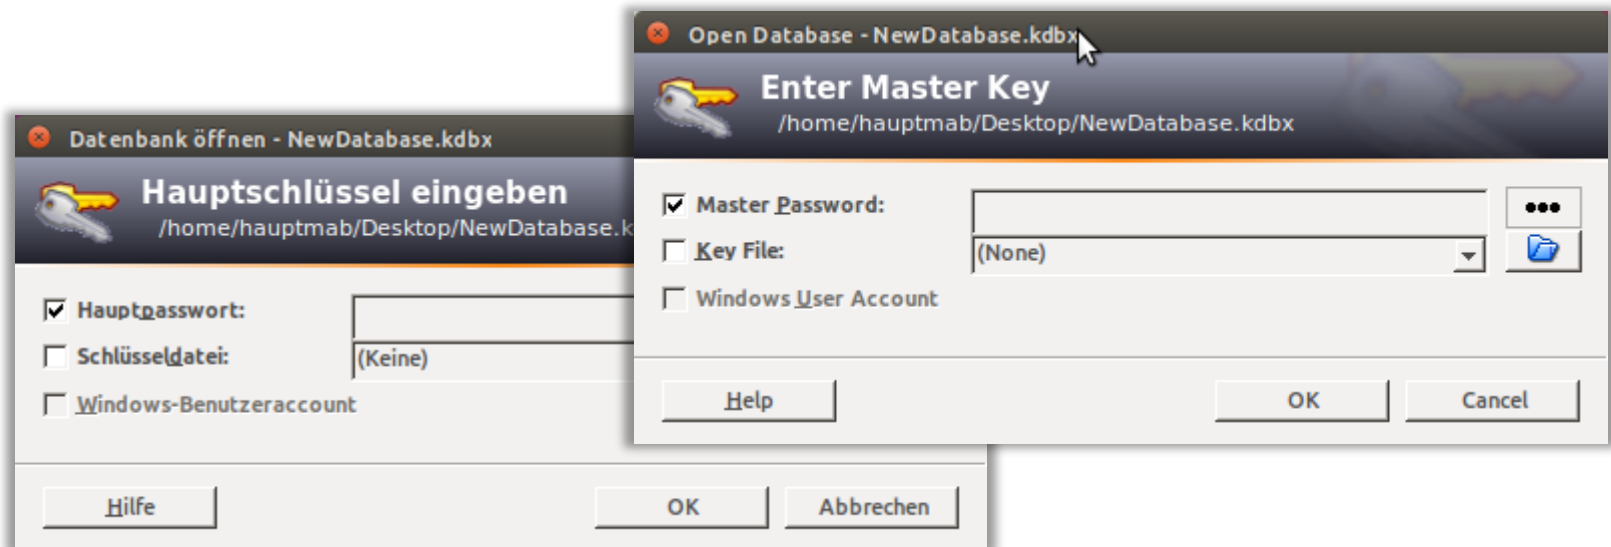 Open Database - NewDatabase.kdbx
Enter Master Key
/home/hauptmab/Desktop/NewDatabase.kdbx
Master Password:
Key File:
(None)
Windows User Account
Help
OK
Cancel
Datenbank öffnen - NewDatabase.kdbx
Hauptschlüssel eingeben
/home/hauptmab/Desktop/NewDatabase.k
Hauptpasswort:
Schlüsseldatei:
(Keine)
Windows-Benutzeraccount
Hilfe
OK
Abbrechen